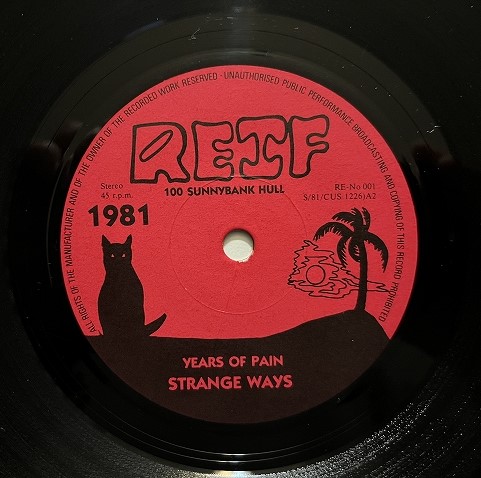 ALL RIGHTS OF THE MANUFACTURER AND OF THE OWNER OF THE RECORDED WORK RESERVED · UNAUTHORISED PUBLIC PERFORMANCE BROADCASTING AND COPYING OF THIS RECORD PROHIBITED
REIF
100 SUNNYBANK HULL
Stereo
45 r.p.m.
1981
RE-No 001
S/81/CUS 1226)A2
YEARS OF PAIN
STRANGE WAYS